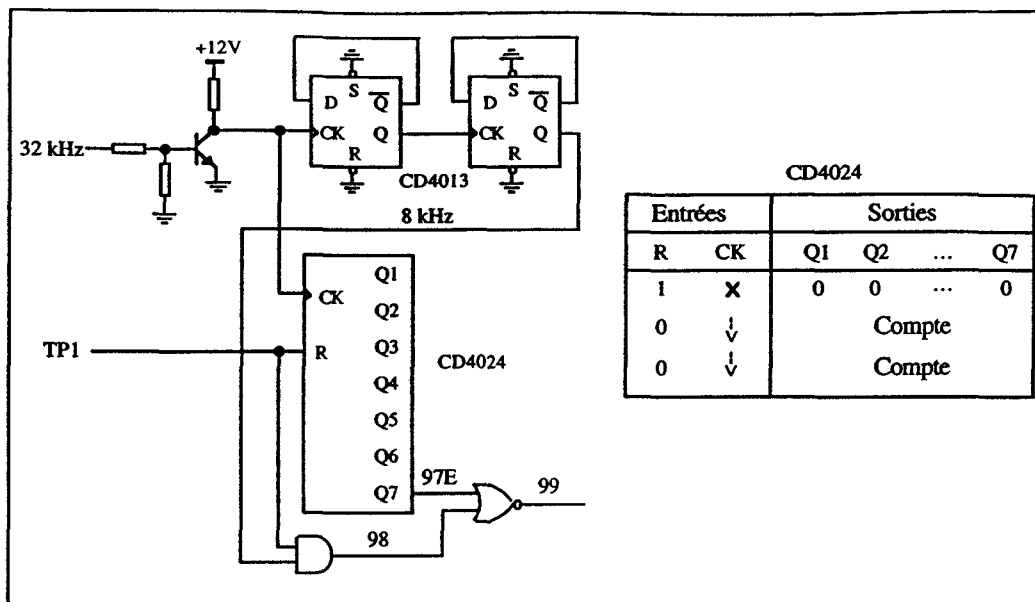 +12V
32 kHz
D
S
Q
CK
Q
R
D
S
Q
CK
Q
R
CD4013
8 kHz
CK
R
Q1
Q2
Q3
Q4
Q5
Q6
Q7
CD4024
TP1
97E
98
99
CD4024
Entrées Sorties
R CK Q1 Q2 ... Q7
1 X 0 0 ... 0
0 Compte
0 Compte